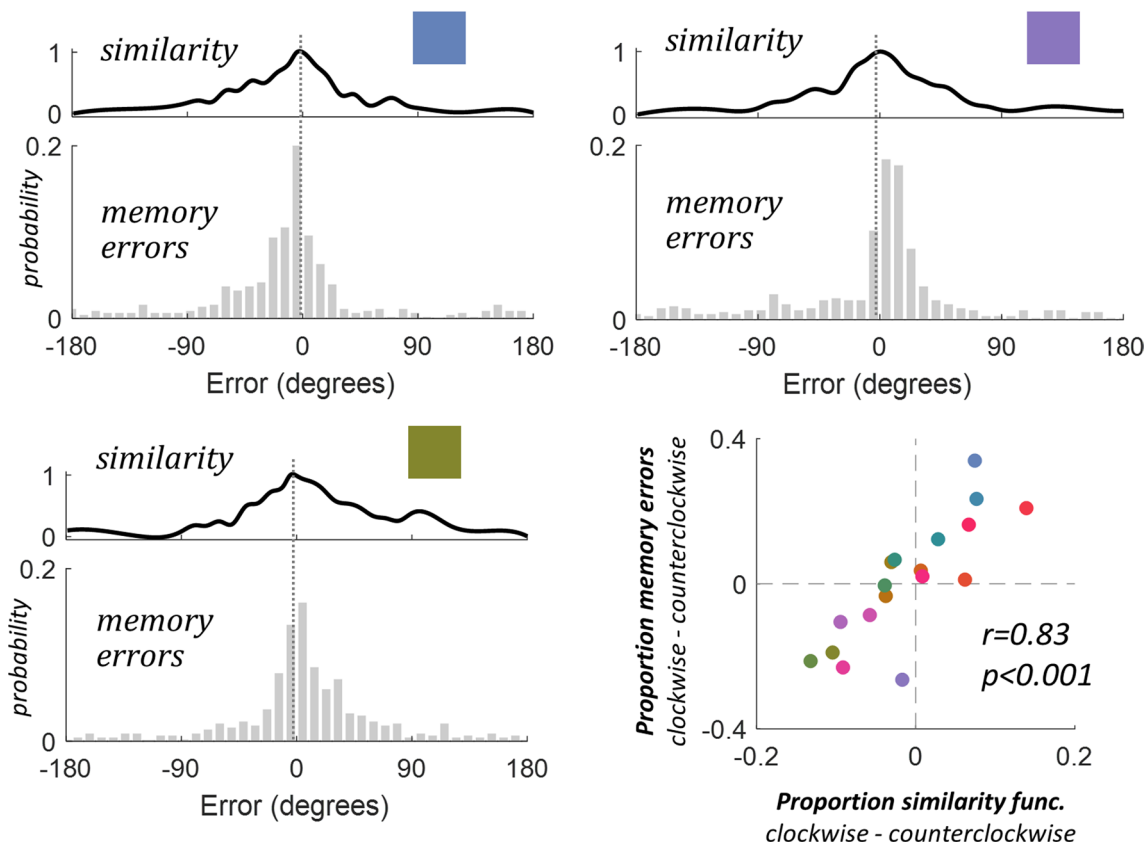 similarity
1
0
0.2
probability
memory
errors
0
-180 -90 0 90 180
Error (degrees)
similarity
1
0
0.2
memory
errors
0
-180 -90 0 90 180
Error (degrees)
similarity
1
0
0.2
probability
memory
errors
0
-180 -90 0 90 180
Error (degrees)
Proportion memory errors
clockwise - counterclockwise
0.4
0
-0.4
r=0.83
p<0.001
-0.2 0 0.2
Proportion similarity func.
clockwise - counterclockwise